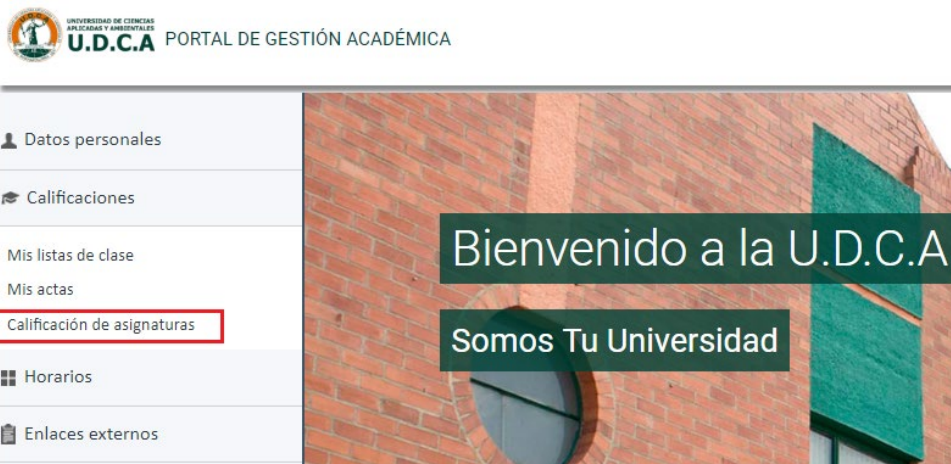 UNIVERSIDAD DE CIENCIAS
APLICADAS Y AMBIENTALES
U.D.C.A PORTAL DE GESTIÓN ACADÉMICA
Datos personales
Calificaciones
Mis listas de clase
Mis actas
Calificación de asignaturas
Horarios
Enlaces externos
Bienvenido a la U.D.C.A
Somos Tu Universidad